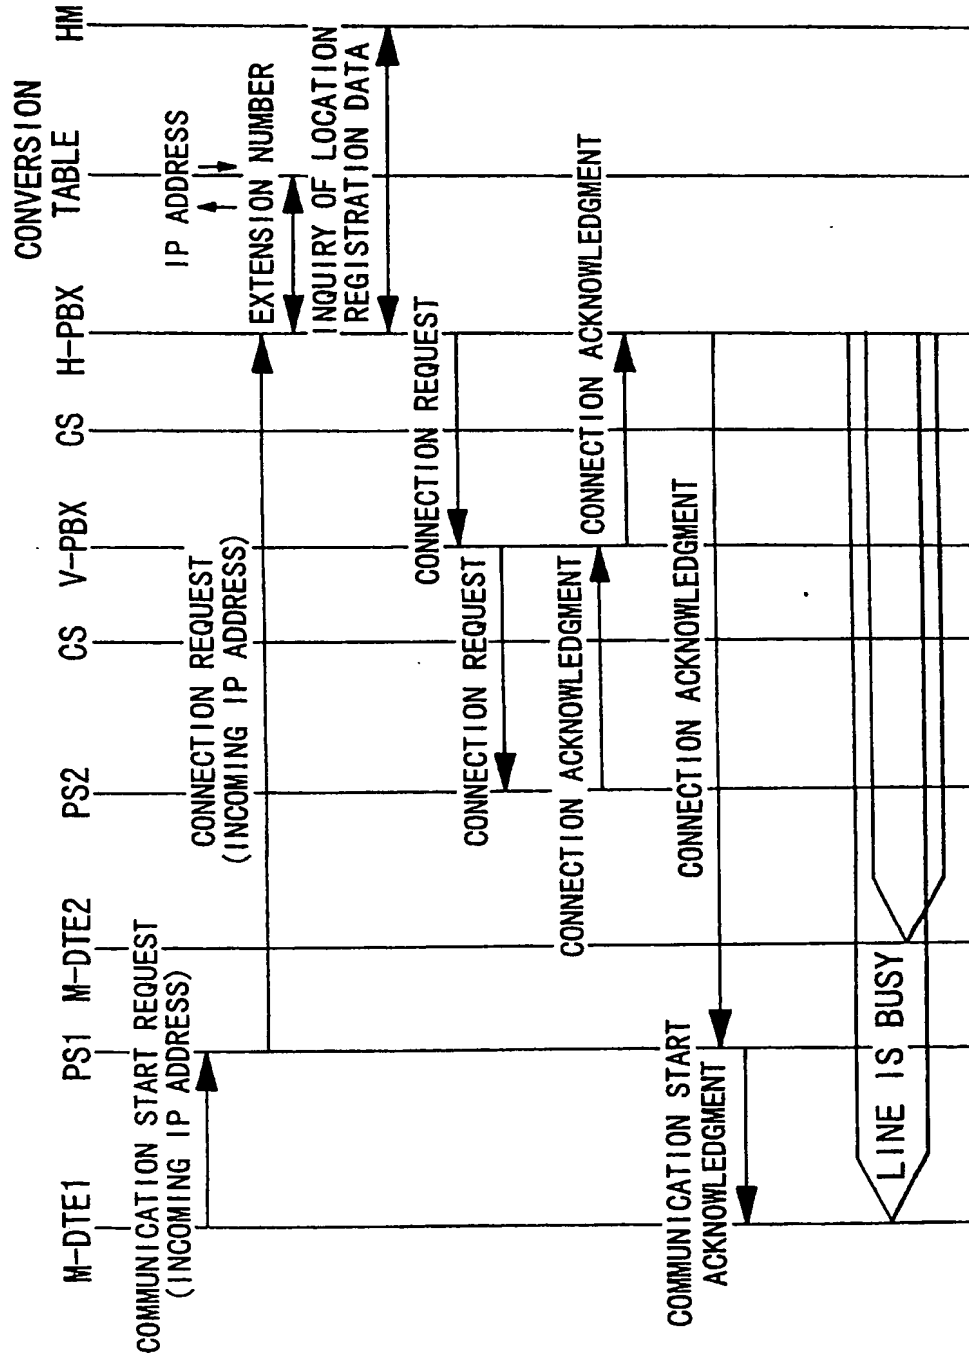 M-DTE1
PS1
M-DTE2
PS2
CS
V-PBX
CS
H-PBX
CONVERSION
TABLE
HM
COMMUNICATION START REQUEST
(INCOMING IP ADDRESS)
CONNECTION REQUEST
(INCOMING IP ADDRESS)
IP ADDRESS
EXTENSION NUMBER
INQUIRY OF LOCATION
REGISTRATION DATA
CONNECTION REQUEST
CONNECTION REQUEST
CONNECTION ACKNOWLEDGMENT
CONNECTION ACKNOWLEDGMENT
CONNECTION ACKNOWLEDGMENT
COMMUNICATION START
ACKNOWLEDGMENT
LINE IS BUSY